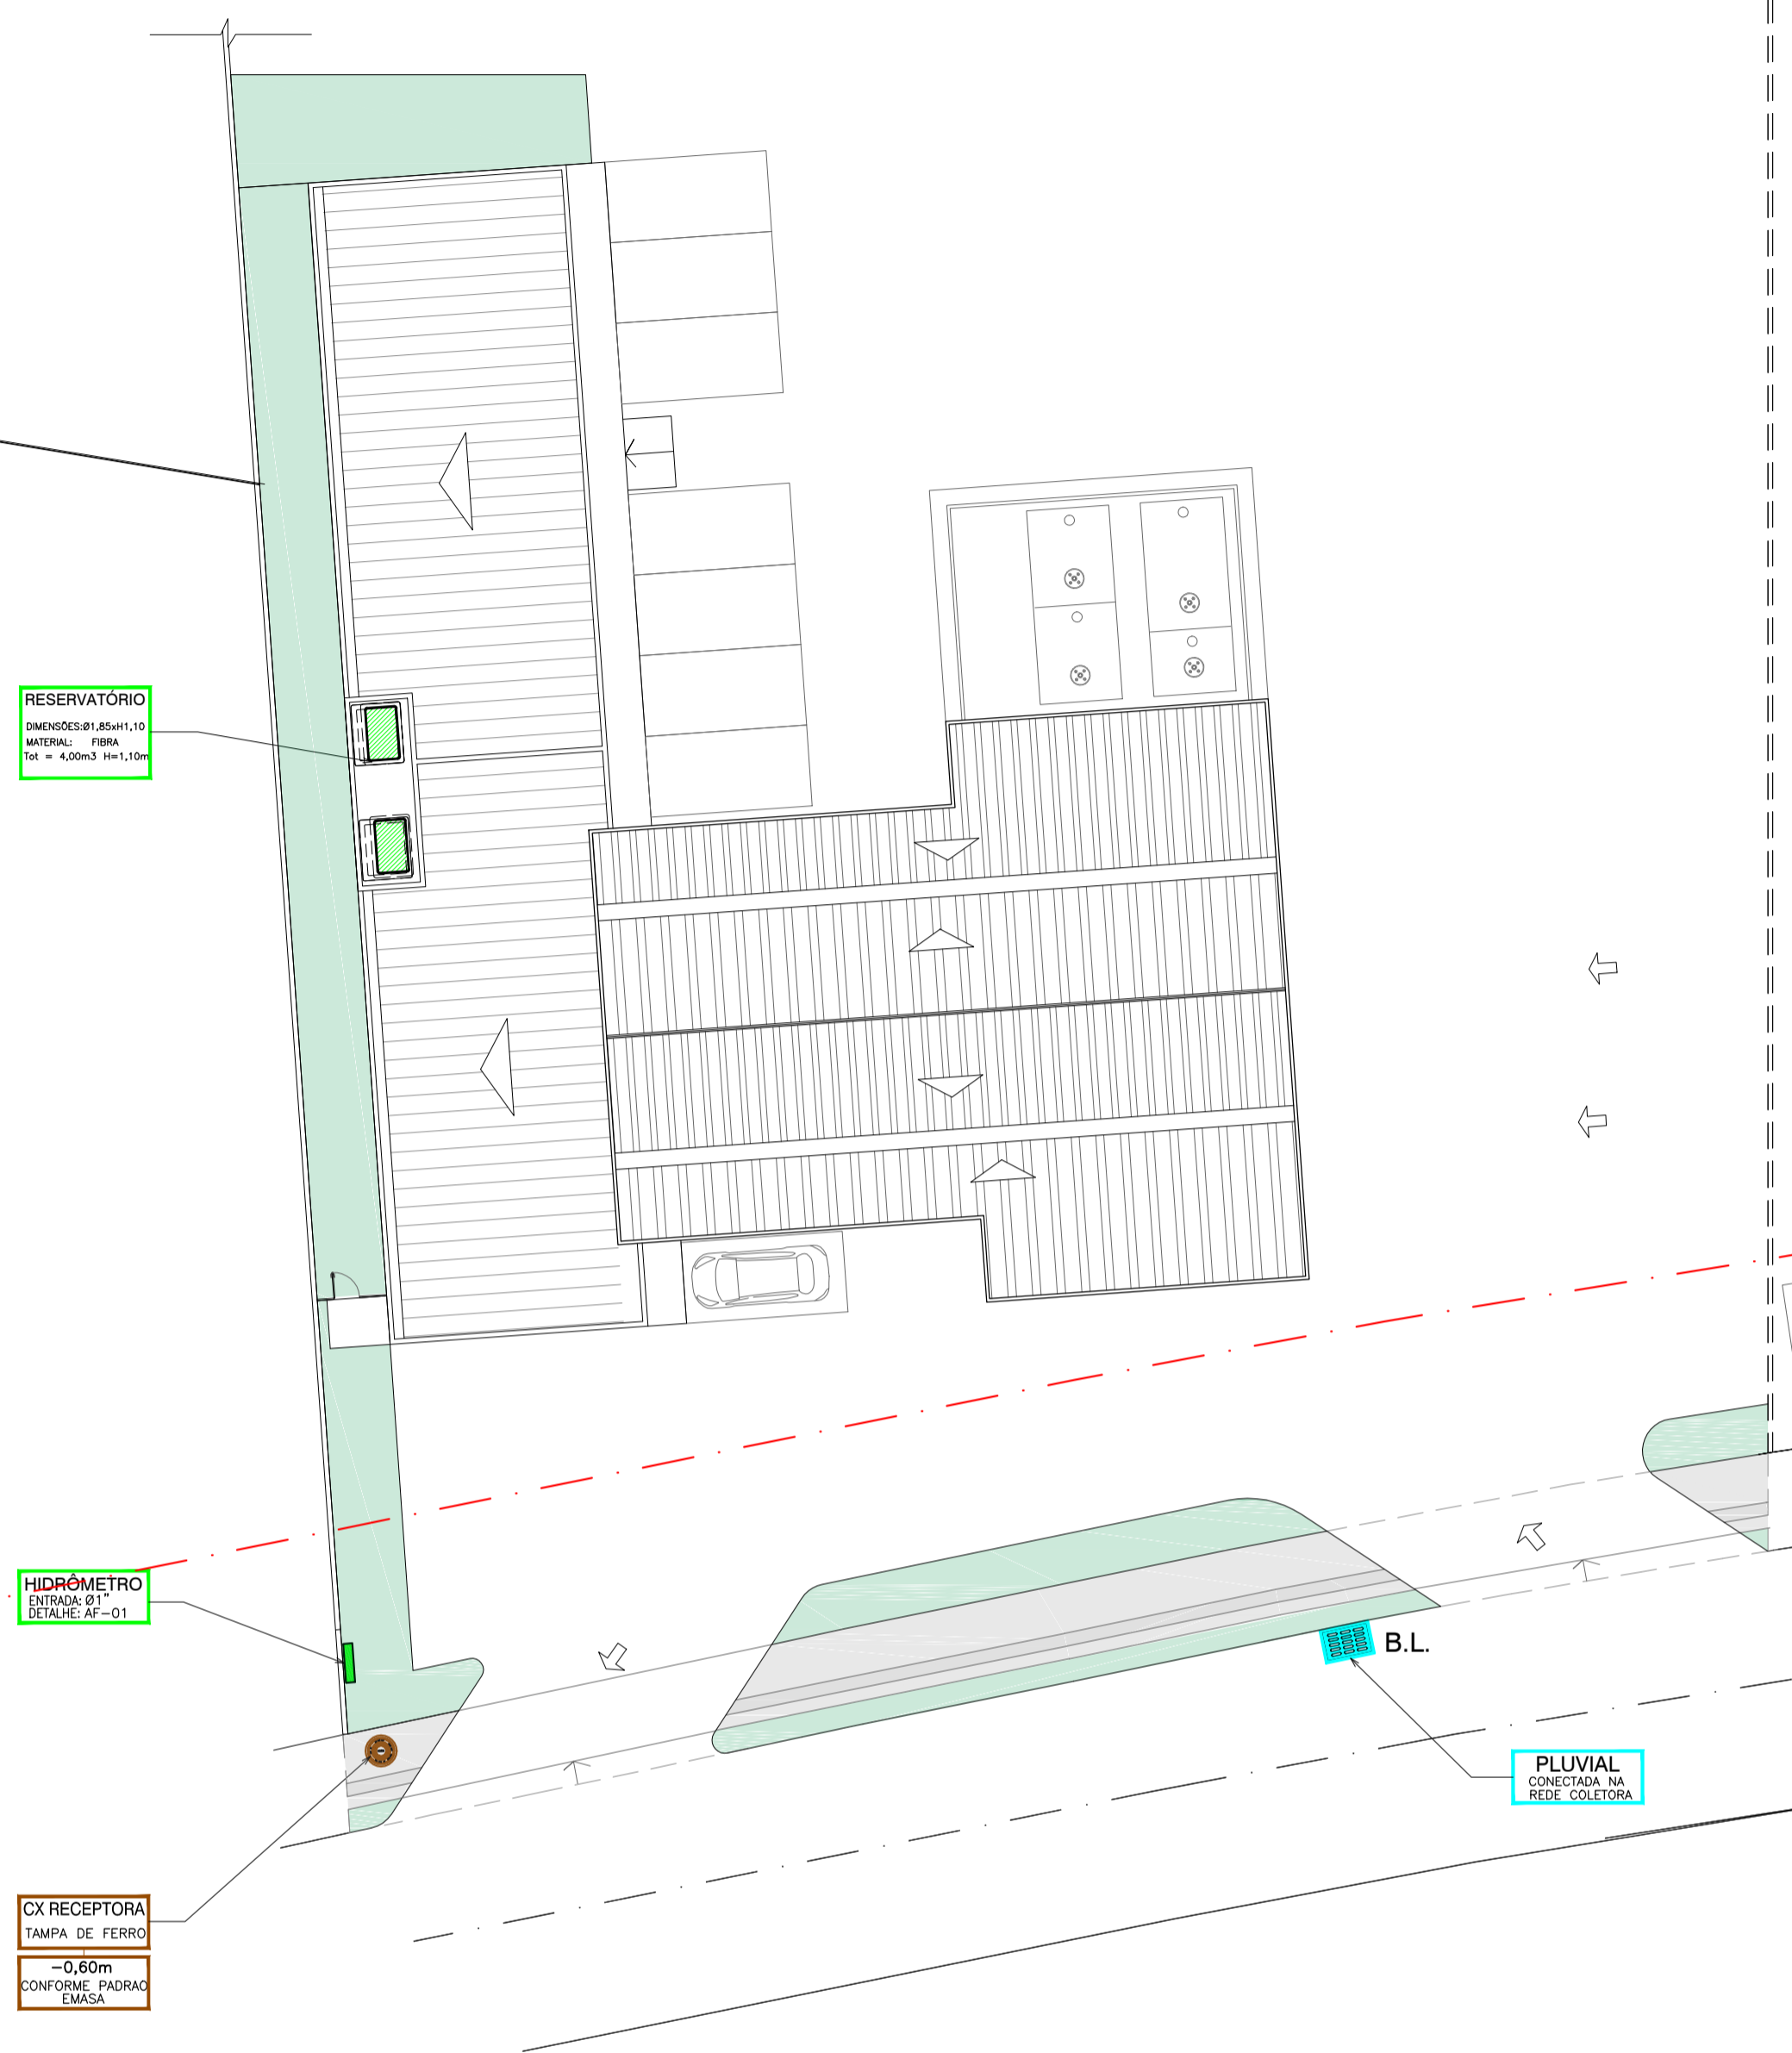 RESERVATÓRIO
DIMENSÕES:Ø1,85xH1,10
MATERIAL: FIBRA
Tot = 4,00m3 H=1,10m
HIDRÔMETRO
ENTRADA: Ø1"
DETALHE: AF-01
B.L.
PLUVIAL
CONECTADA NA
REDE COLETORA
CX RECEPTORA
TAMPA DE FERRO
-0,60m
CONFORME PADRAO
EMASA